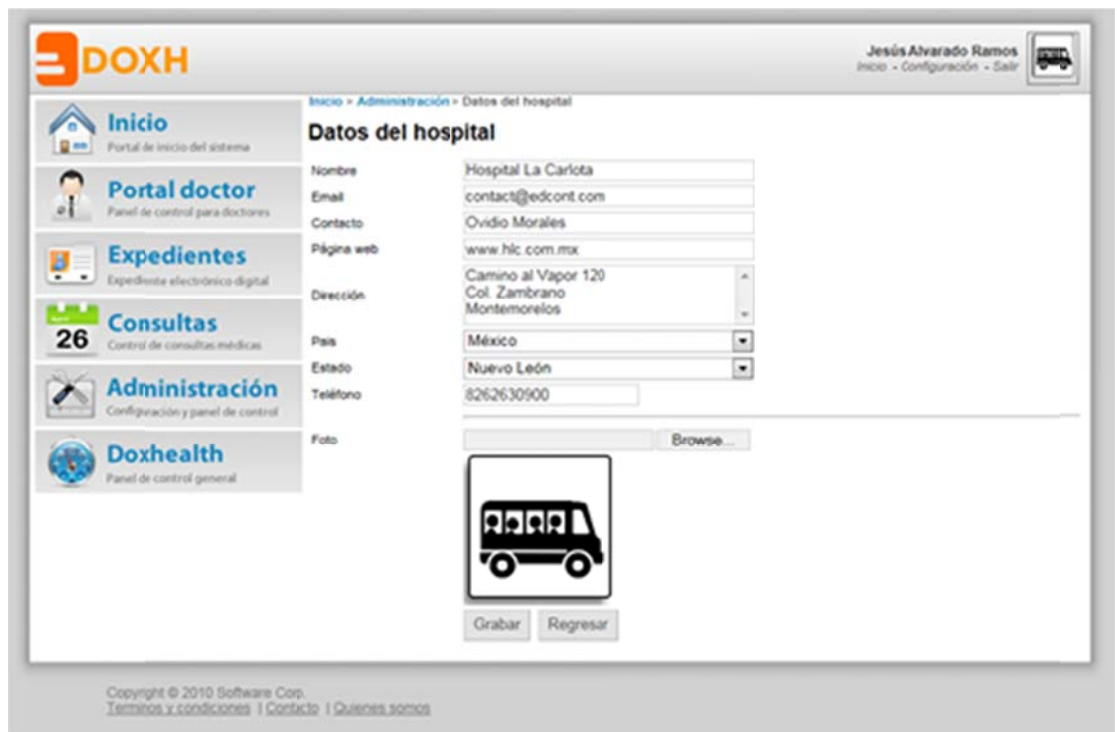 DOXH
Jesús Alvarado Ramos
Inicio - Configuración - Salir
Inicio
Portal de inicio del sistema
Portal doctor
Panel de control para doctores
Expedientes
Expediente electrónico digital
26
Consultas
Control de consultas médicas
Administración
Configuración y panel de control
Doxhealth
Panel de control general
Inicio > Administración > Datos del hospital
Datos del hospital
Nombre Hospital La Carlota
Email contact@edcont.com
Contacto Ovidio Morales
Página web www.hlc.com.mx
Dirección Camino al Vapor 120
Col. Zambrano
Montemorelos
Pais México
Estado Nuevo León
Teléfono 8262630900
Foto Browse...
Grabar Regresar
Copyright © 2010 Software Corp.
Terminos y condiciones | Contacto | Quienes somos